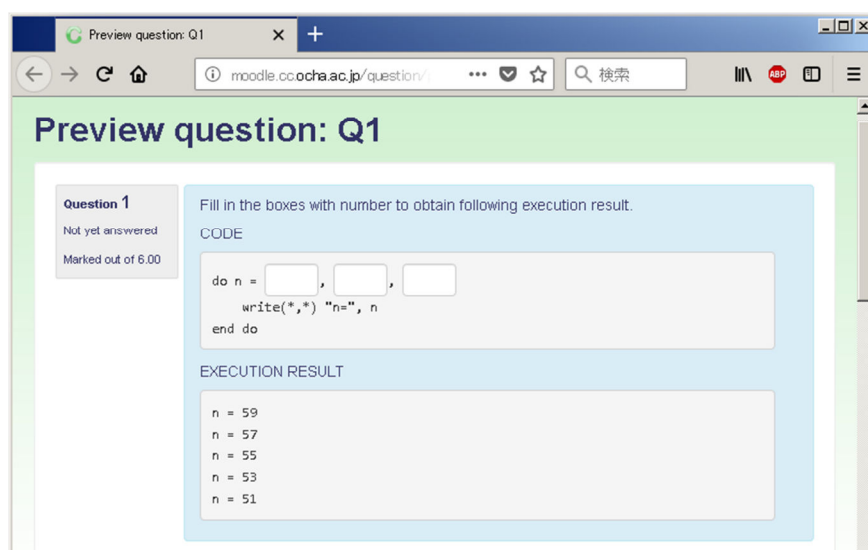 Preview question: Q1
moodle.cc.ocha.ac.jp/question/
検索
ABP
Preview question: Q1
Question 1
Not yet answered
Marked out of 6.00
Fill in the boxes with number to obtain following execution result.
CODE
do n = , ,
write(*,*) "n=", n
end do
EXECUTION RESULT
n = 59
n = 57
n = 55
n = 53
n = 51